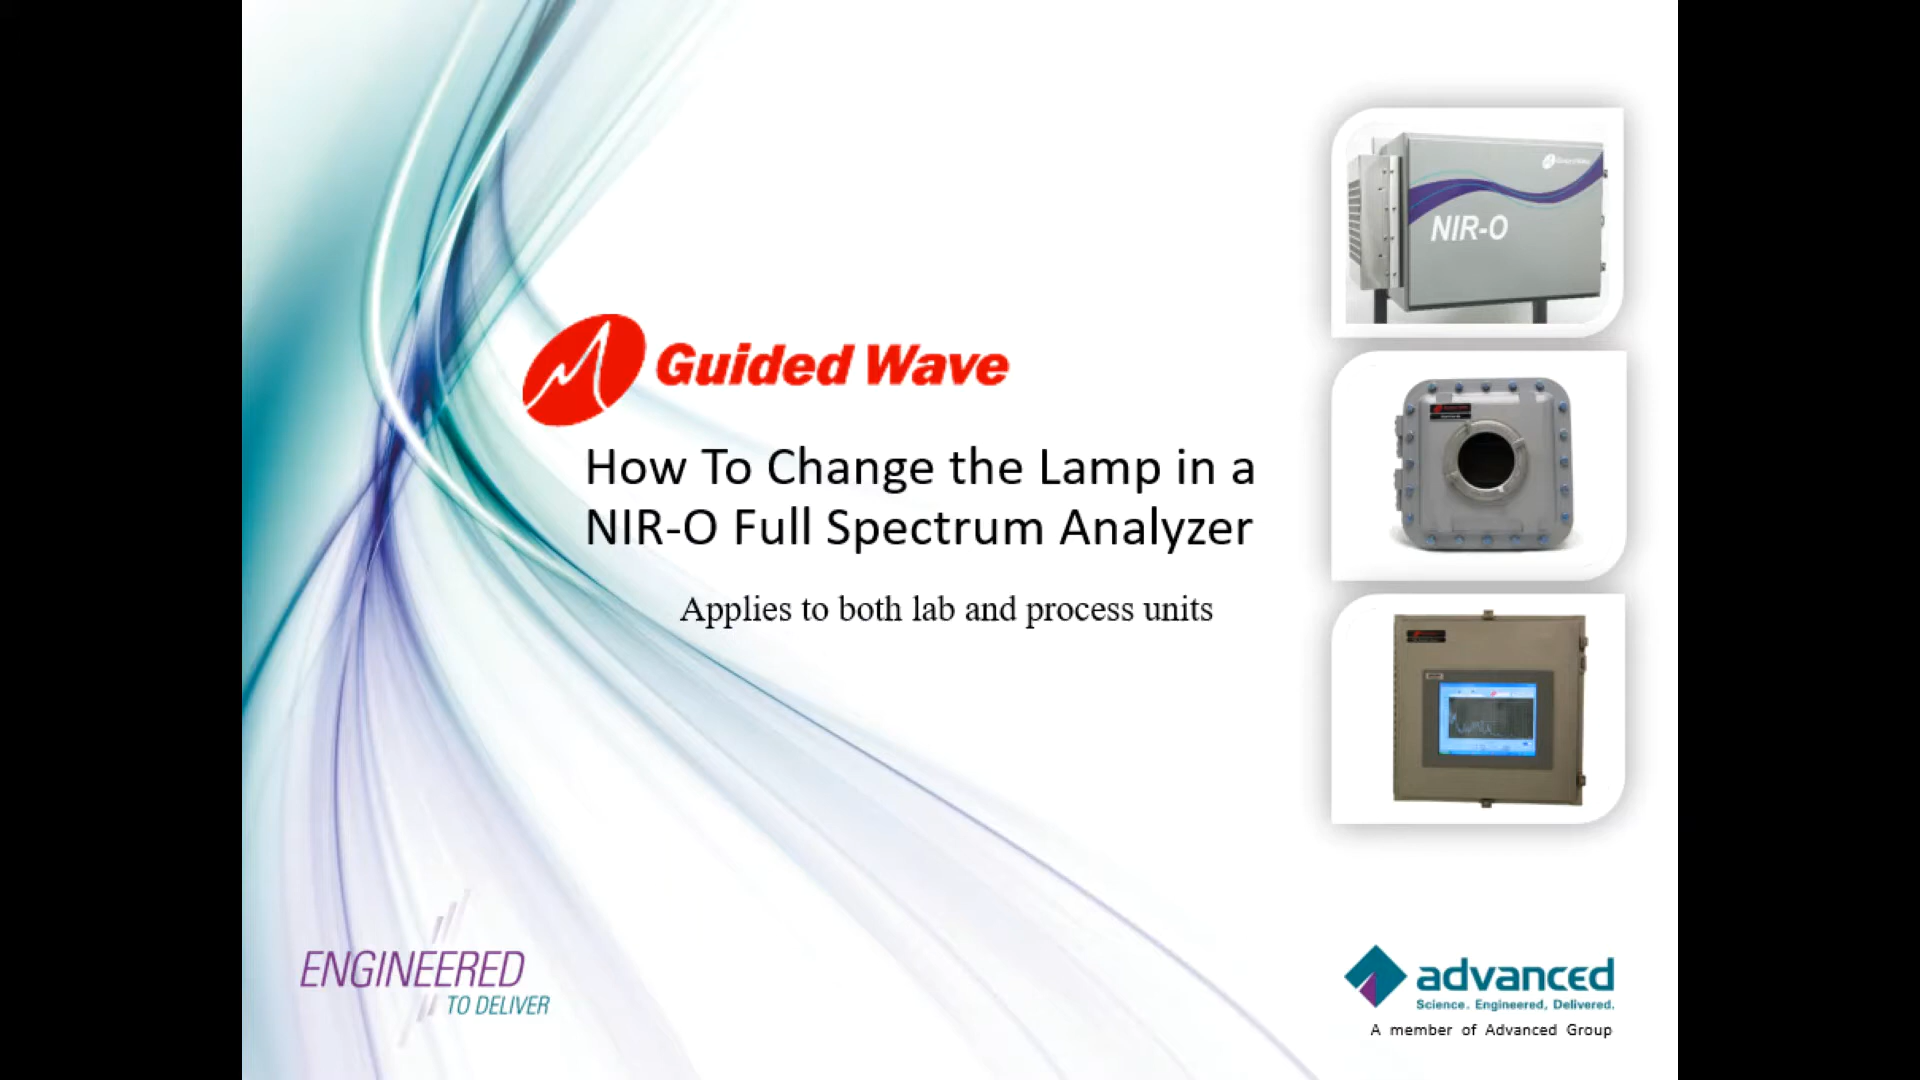 Guided Wave
How To Change the Lamp in a
NIR-O Full Spectrum Analyzer
Applies to both lab and process units
NIR-O
ENGINEERED
TO DELIVER
advanced
Science. Engineered, Delivered.
A member of Advanced Group